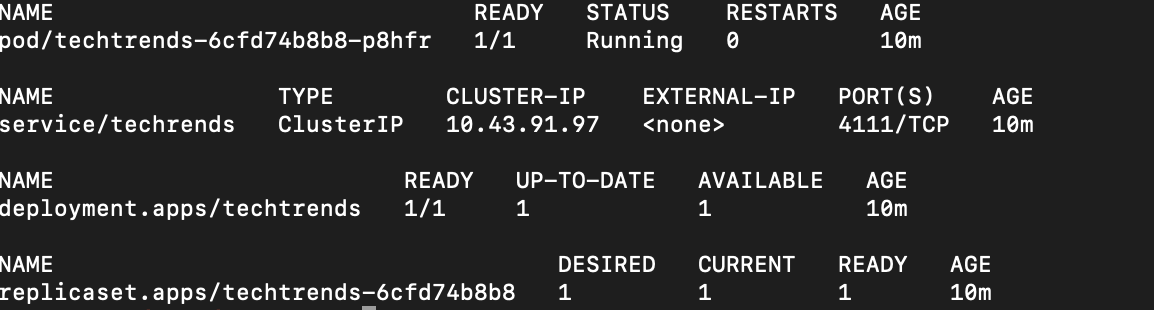 NAME READY STATUS RESTARTS AGE
pod/techtrends-6cfd74b8b8-p8hfr 1/1 Running 0 10m
NAME TYPE CLUSTER-IP EXTERNAL-IP PORT(S) AGE
service/techrends ClusterIP 10.43.91.97 <none> 4111/TCP 10m
NAME READY UP-TO-DATE AVAILABLE AGE
deployment.apps/techtrends 1/1 1 1 10m
NAME DESIRED CURRENT READY AGE
replicaset.apps/techtrends-6cfd74b8b8 1 1 1 10m